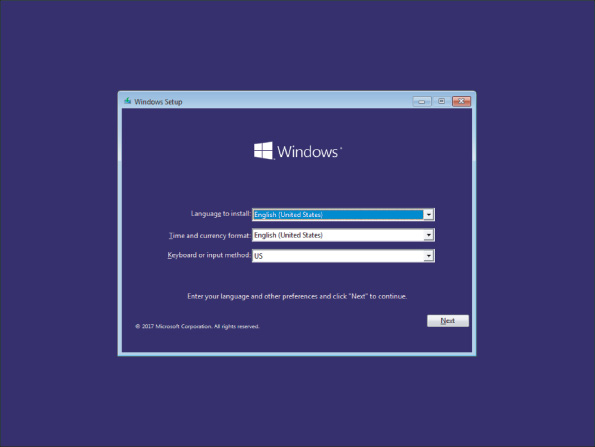 Windows Setup
Windows
Language to install: English (United States)
Time and currency format: English (United States)
Keyboard or input method: US
Enter your language and other preferences and click "Next" to continue.
Next
© 2017 Microsoft Corporation. All rights reserved.